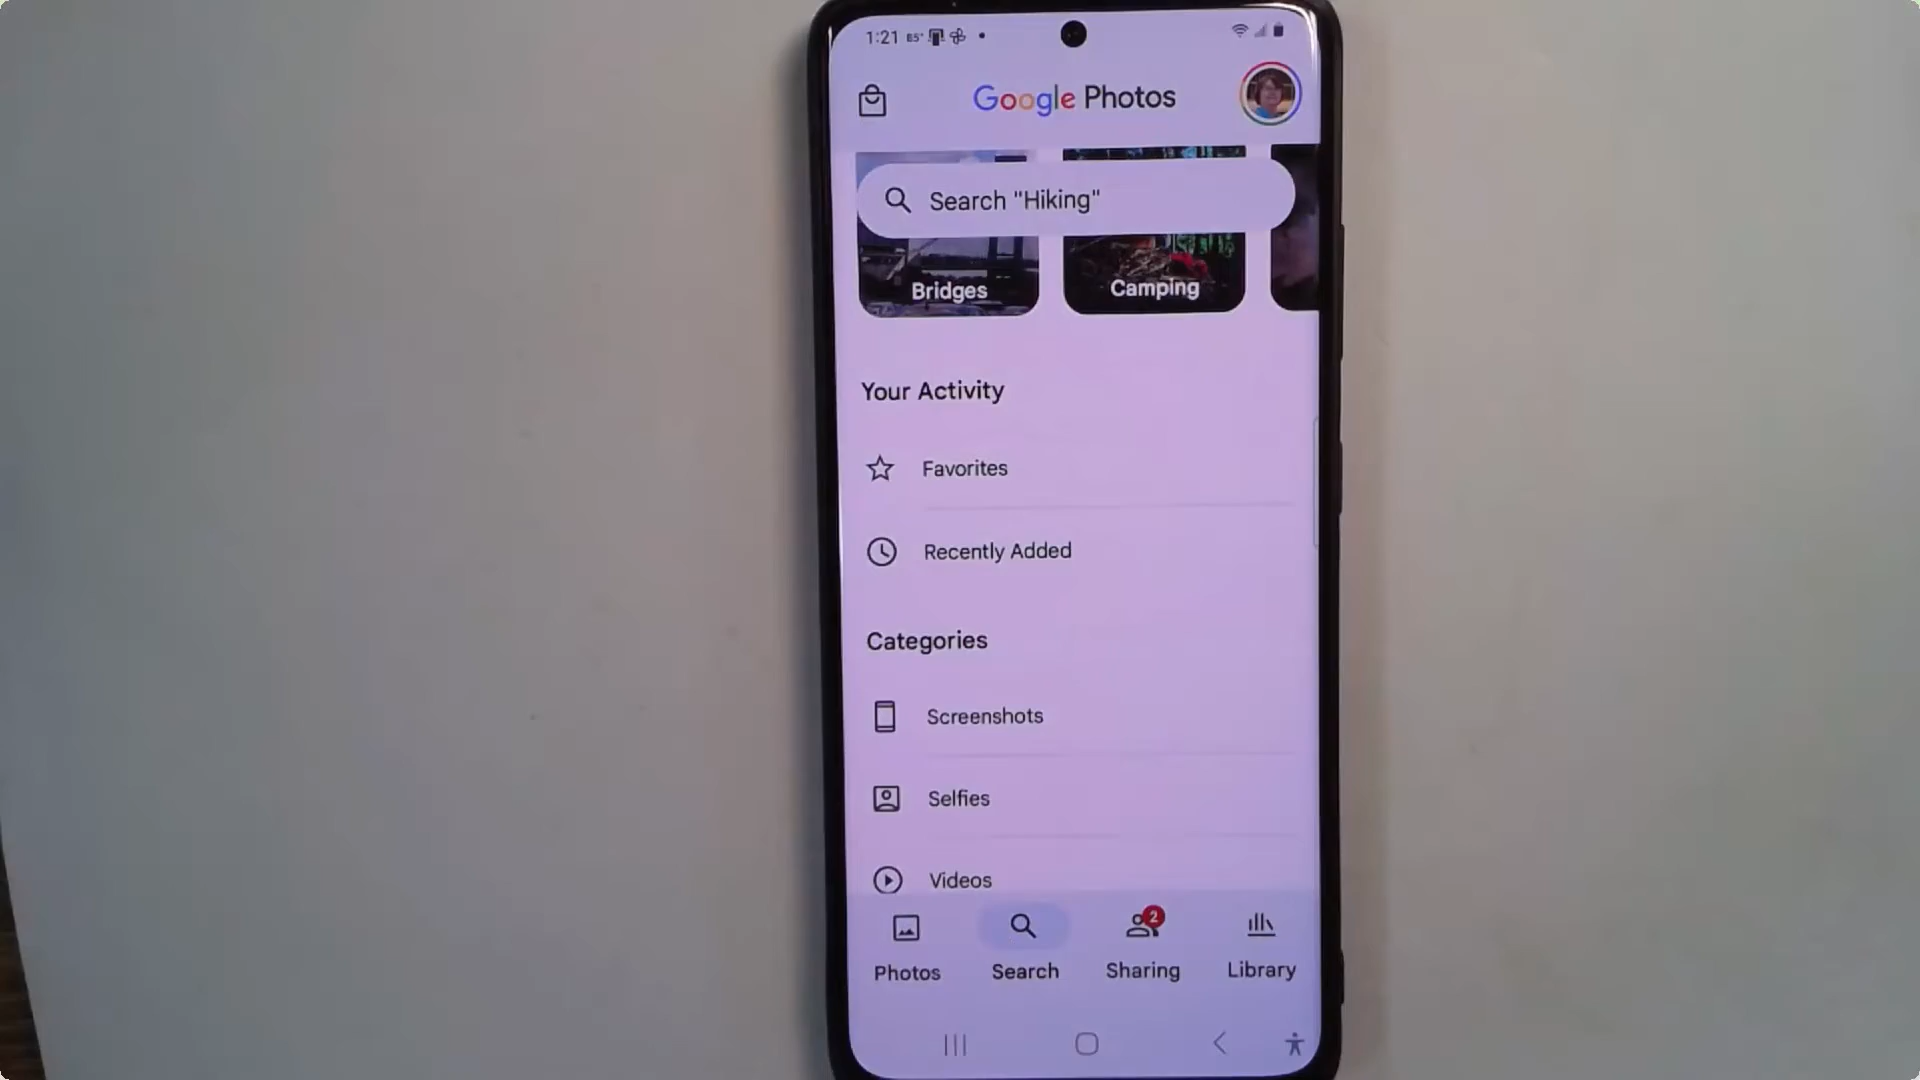 1:21 85°
Google Photos
Search "Hiking"
Bridges
Camping
Your Activity
Favorites
Recently Added
Categories
Screenshots
Selfies
Videos
2
Photos
Search
Sharing
Library